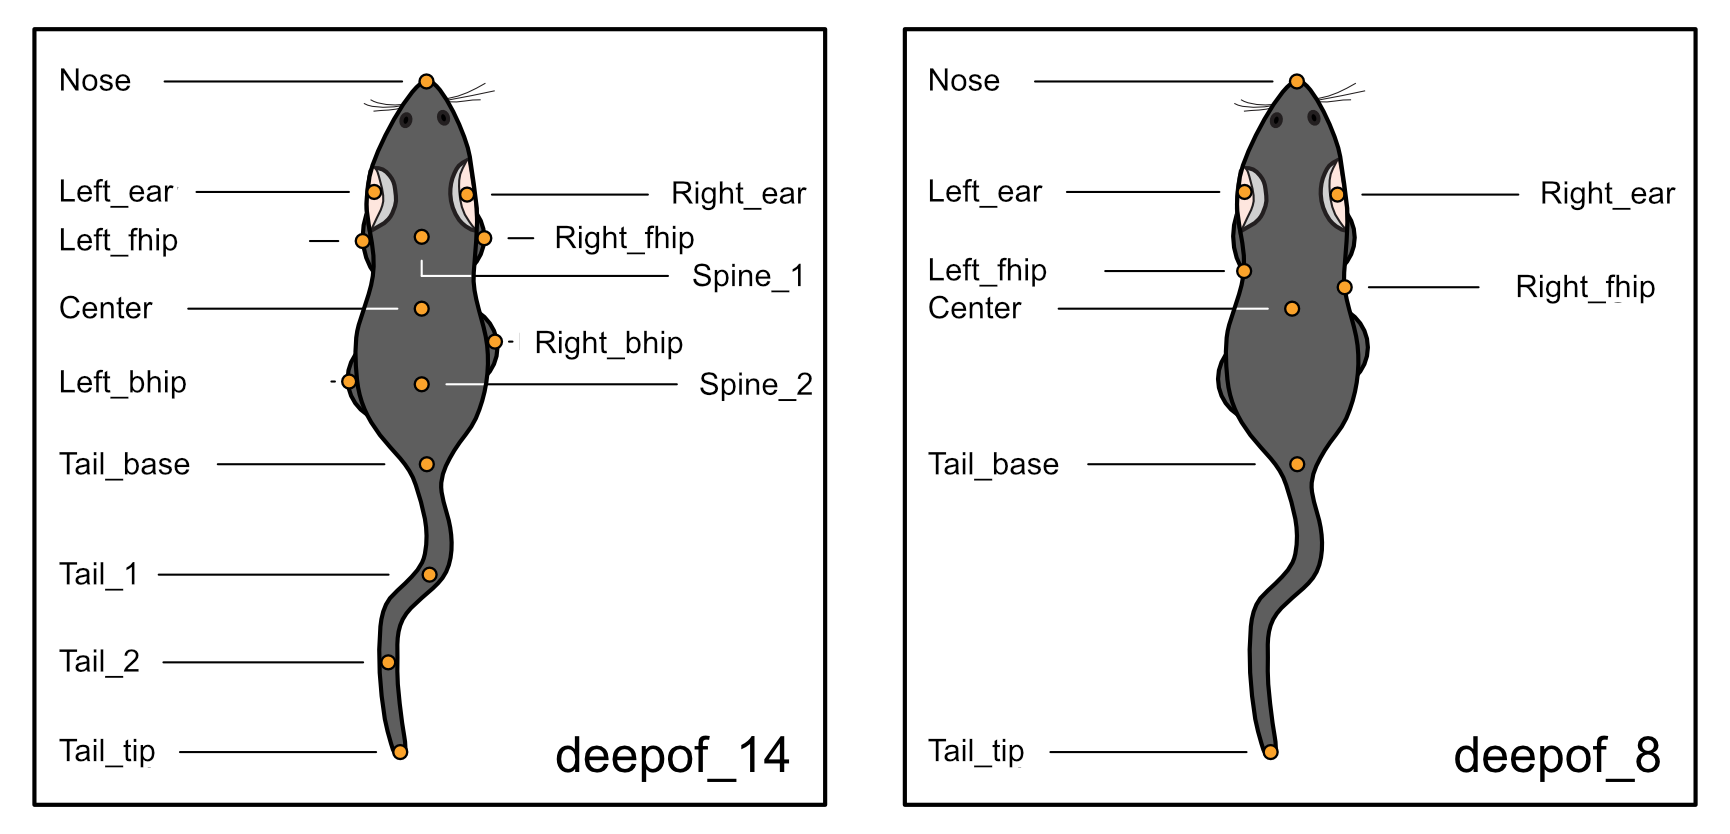 Nose
Left_ear
Right_ear
Left_fhip
Right_fhip
Spine_1
Center
Right_bhip
Left_bhip
Spine_2
Tail_base
Tail_1
Tail_2
Tail_tip
deepof_14
Nose
Left_ear
Right_ear
Left_fhip
Right_fhip
Center
Tail_base
Tail_tip
deepof_8